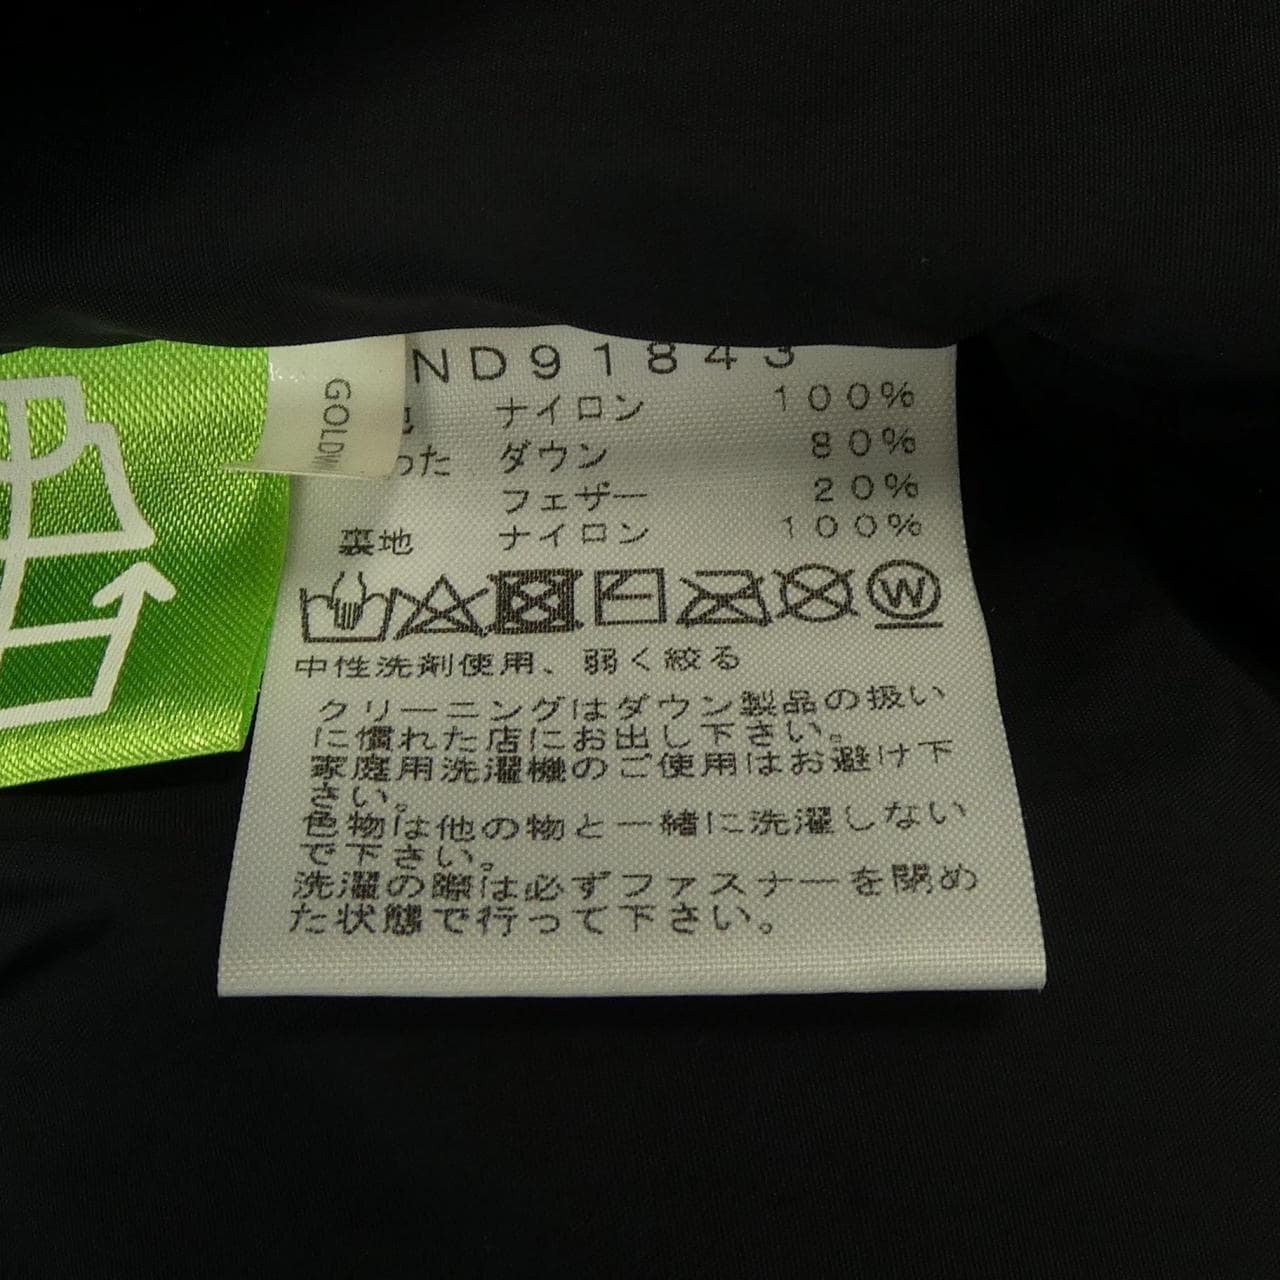 ND91843
地 ナイロン 100%
わた ダウン 80%
フェザー 20%
裏地 ナイロン 100%
GOLDW
W
中性洗剤使用、弱く絞る
クリーニングはダウン製品の扱い
に慣れた店にお出し下さい。
家庭用洗濯機のご使用はお避け下
さい。
色物は他の物と一緒に洗濯しない
で下さい。
洗濯の際は必ずファスナーを閉め
た状態で行って下さい。